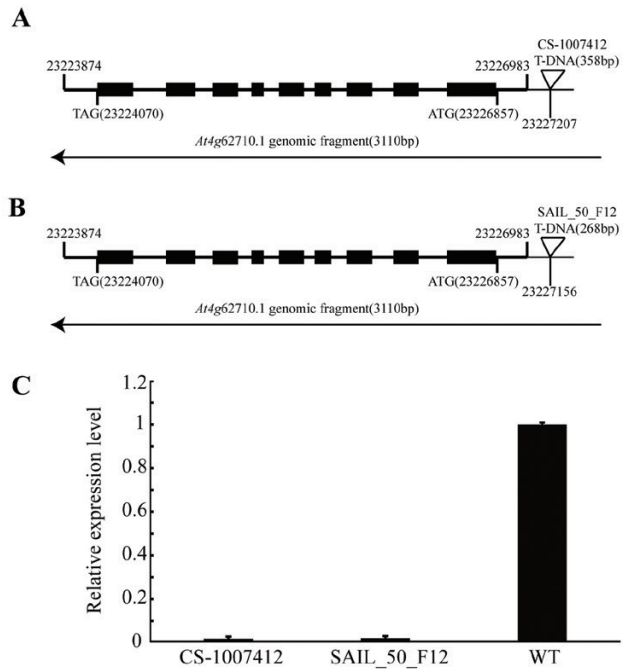 A
CS-1007412
T-DNA(358bp)
23223874
23226983
TAG(23224070)
ATG(23226857)
23227207
At4g62710.1 genomic fragment(3110bp)
B
SAIL_50_F12
T-DNA(268bp)
23223874
23226983
TAG(23224070)
ATG(23226857)
23227156
At4g62710.1 genomic fragment(3110bp)
C
Relative expression level
1.2
1
0.8
0.6
0.4
0.2
0
CS-1007412 SAIL_50_F12 WT